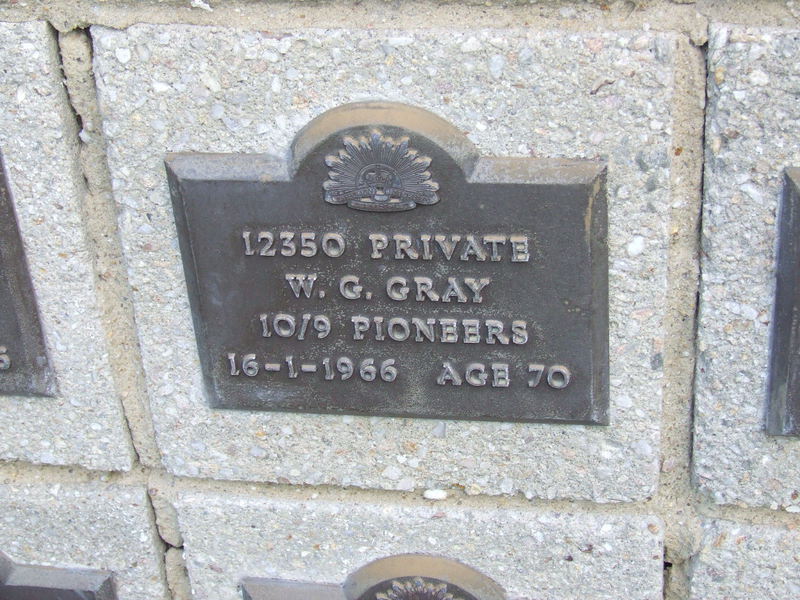 12350 PRIVATE
W. G. GRAY
10/9 PIONEERS
16-1-1966 AGE 70